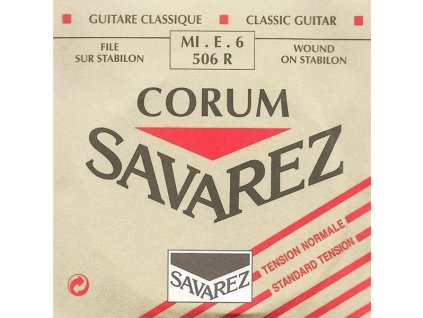 GUITARE CLASSIQUE
CLASSIC GUITAR
FILE
SUR STABILON
MI . E . 6
506 R
WOUND
ON STABILON
CORUM
SAVAREZ
TENSION NORMALE
STANDARD TENSION
SAVAREZ